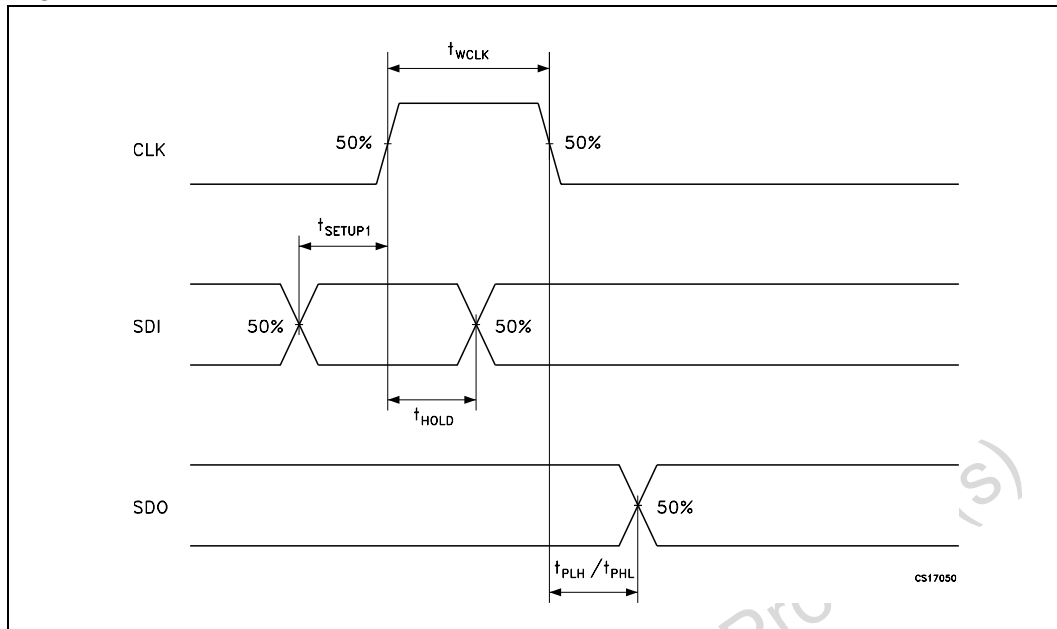 tWCLK
CLK
50%
50%
tSETUP1
SDI
50%
50%
tHOLD
SDO
50%
tPLH /tPHL
CS17050